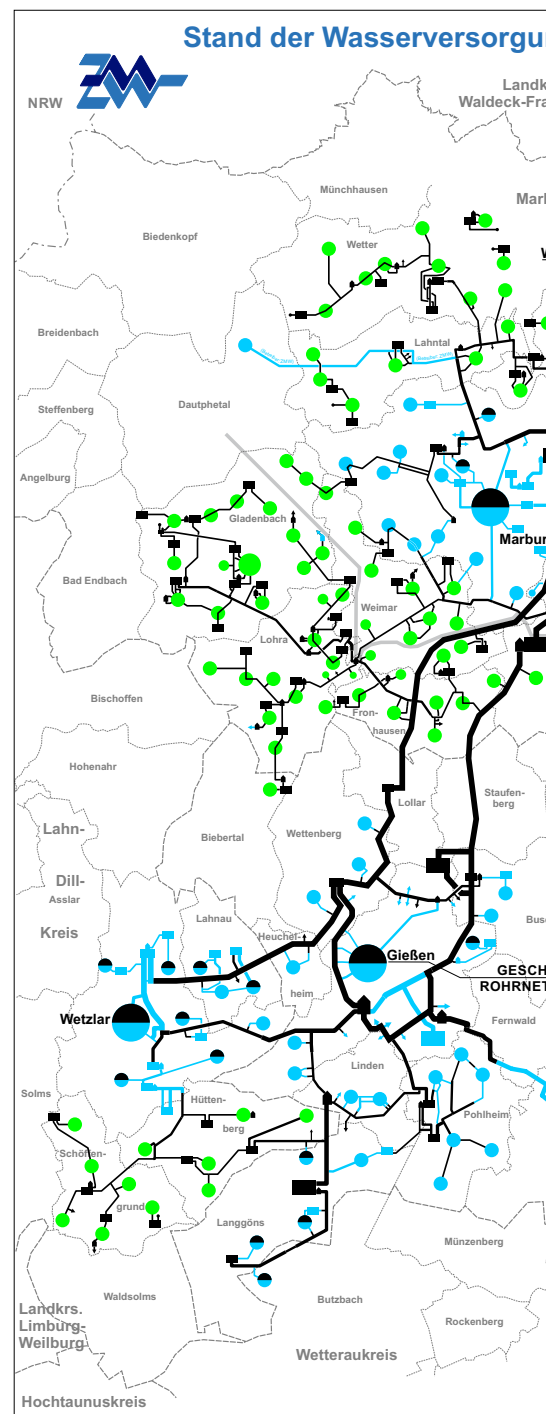 Stand der Wasserversorgu
ZMW
NRW
Landk
Waldeck-Fra
Münchhausen
Mar
Biedenkopf
Wetter
W
Breidenbach
Lahntal
Steffenberg
Dautphetal
Angelburg
Gladenbach
Marbur
Bad Endbach
Weimar
Lohra
Bischoffen
Fron-
hausen
Hohenahr
Staufen-
berg
Lollar
Lahn-
Biebertal
Wettenberg
Dill-
Asslar
Lahnau
Buse
Kreis
Heuchel-
Gießen
GESCH
ROHRNET
heim
Wetzlar
Fernwald
Linden
Solms
Hütten-
berg
Pohlheim
Schöffen-
grund
Langgöns
Münzenberg
Waldsolms
Butzbach
Landkrs.
Limburg-
Weilburg
Rockenberg
Wetteraukreis
Hochtaunuskreis